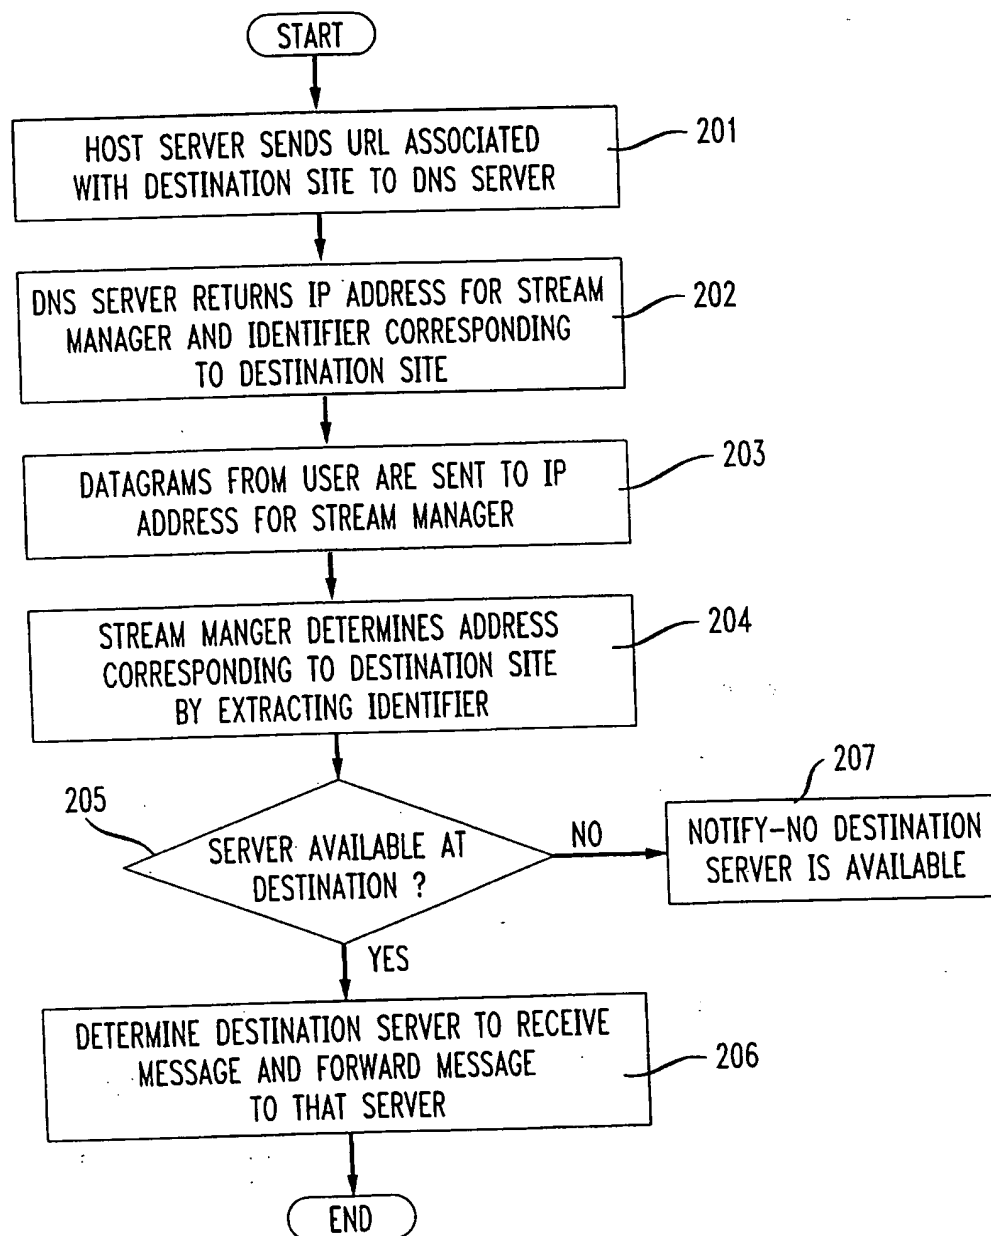 START
HOST SERVER SENDS URL ASSOCIATED
WITH DESTINATION SITE TO DNS SERVER
201
DNS SERVER RETURNS IP ADDRESS FOR STREAM
MANAGER AND IDENTIFIER CORRESPONDING
TO DESTINATION SITE
202
DATAGRAMS FROM USER ARE SENT TO IP
ADDRESS FOR STREAM MANAGER
203
STREAM MANGER DETERMINES ADDRESS
CORRESPONDING TO DESTINATION SITE
BY EXTRACTING IDENTIFIER
204
205
SERVER AVAILABLE AT
DESTINATION ?
NO
207
NOTIFY-NO DESTINATION
SERVER IS AVAILABLE
YES
DETERMINE DESTINATION SERVER TO RECEIVE
MESSAGE AND FORWARD MESSAGE
TO THAT SERVER
206
END